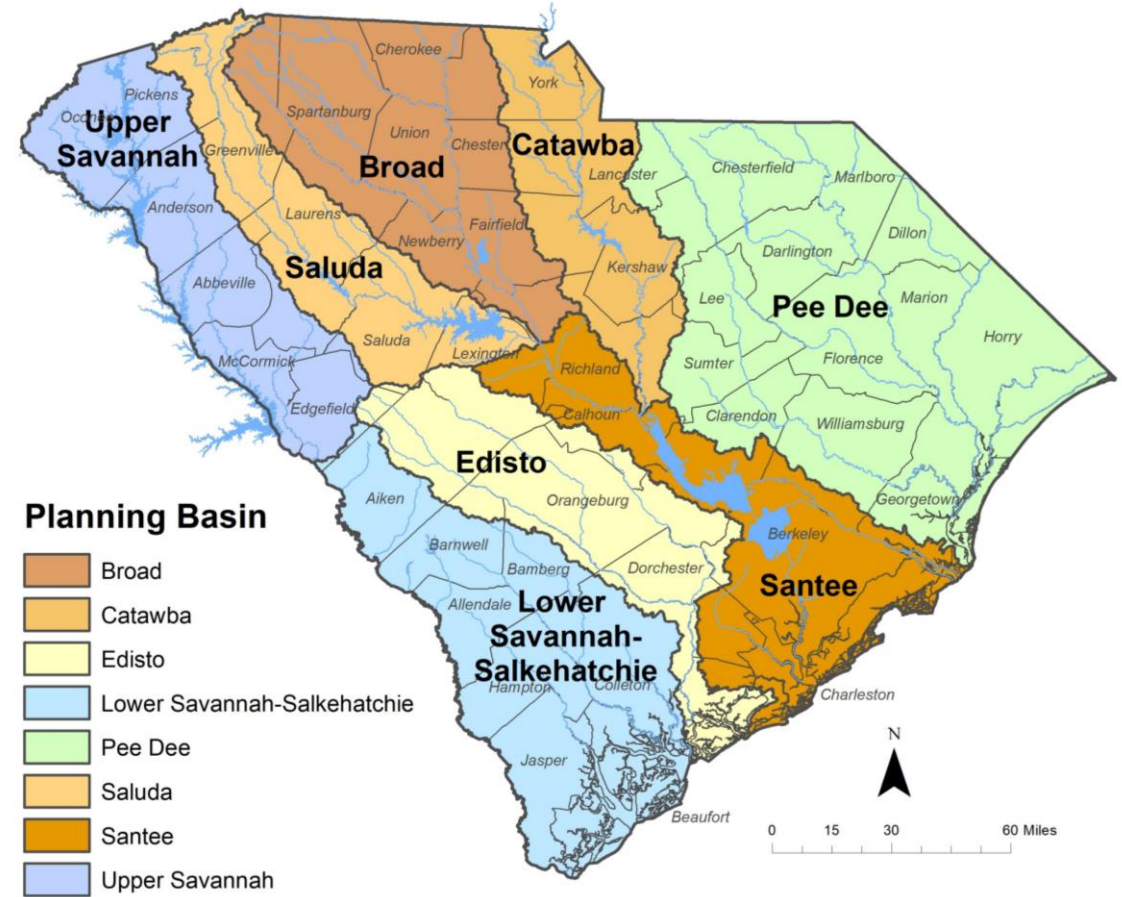 Cherokee
York
Pickens
Oconee
Upper
Savannah
Spartanburg
Union
Chester
Catawba
Greenville
Broad
Lancaster
Chesterfield
Marlboro
Anderson
Laurens
Newberry
Fairfield
Dillon
Darlington
Saluda
Kershaw
Abbeville
Lee
Pee Dee
Marion
Horry
Saluda
Lexington
McCormick
Richland
Sumter
Florence
Edgefield
Calhoun
Clarendon
Williamsburg
Edisto
Aiken
Orangeburg
Georgetown
Barnwell
Berkeley
Bamberg
Dorchester
Santee
Allendale
Lower
Savannah-
Salkehatchie
Hampton
Colleton
Charleston
Jasper
Beaufort
Planning Basin
Broad
Catawba
Edisto
Lower Savannah-Salkehatchie
Pee Dee
Saluda
Santee
Upper Savannah
N
0 15 30 60 Miles